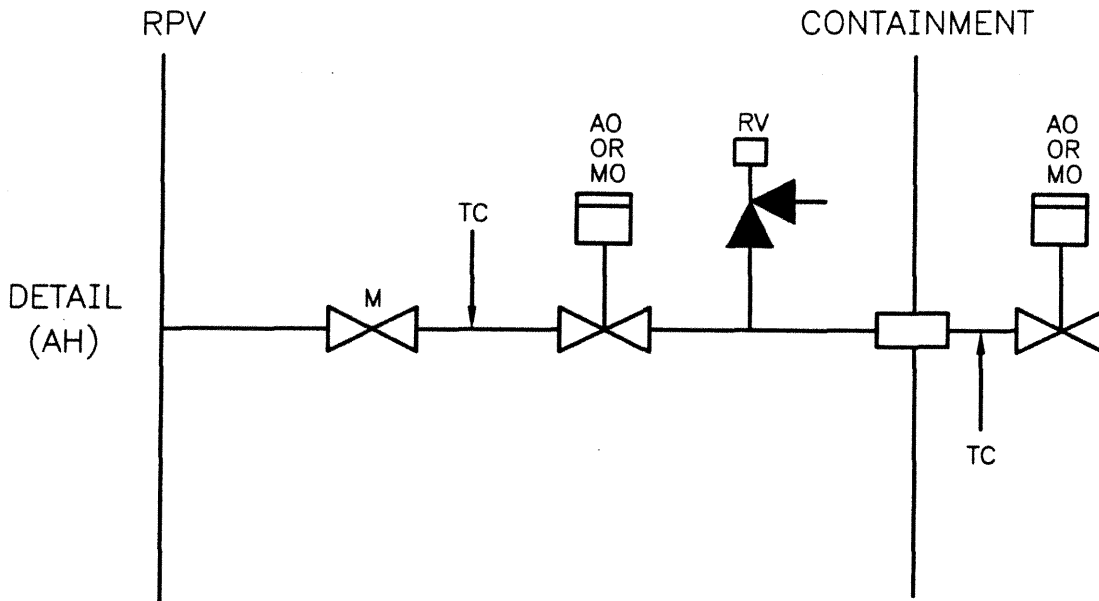 RPV
CONTAINMENT
AO
OR
MO
RV
AO
OR
MO
TC
M
DETAIL
(AH)
TC